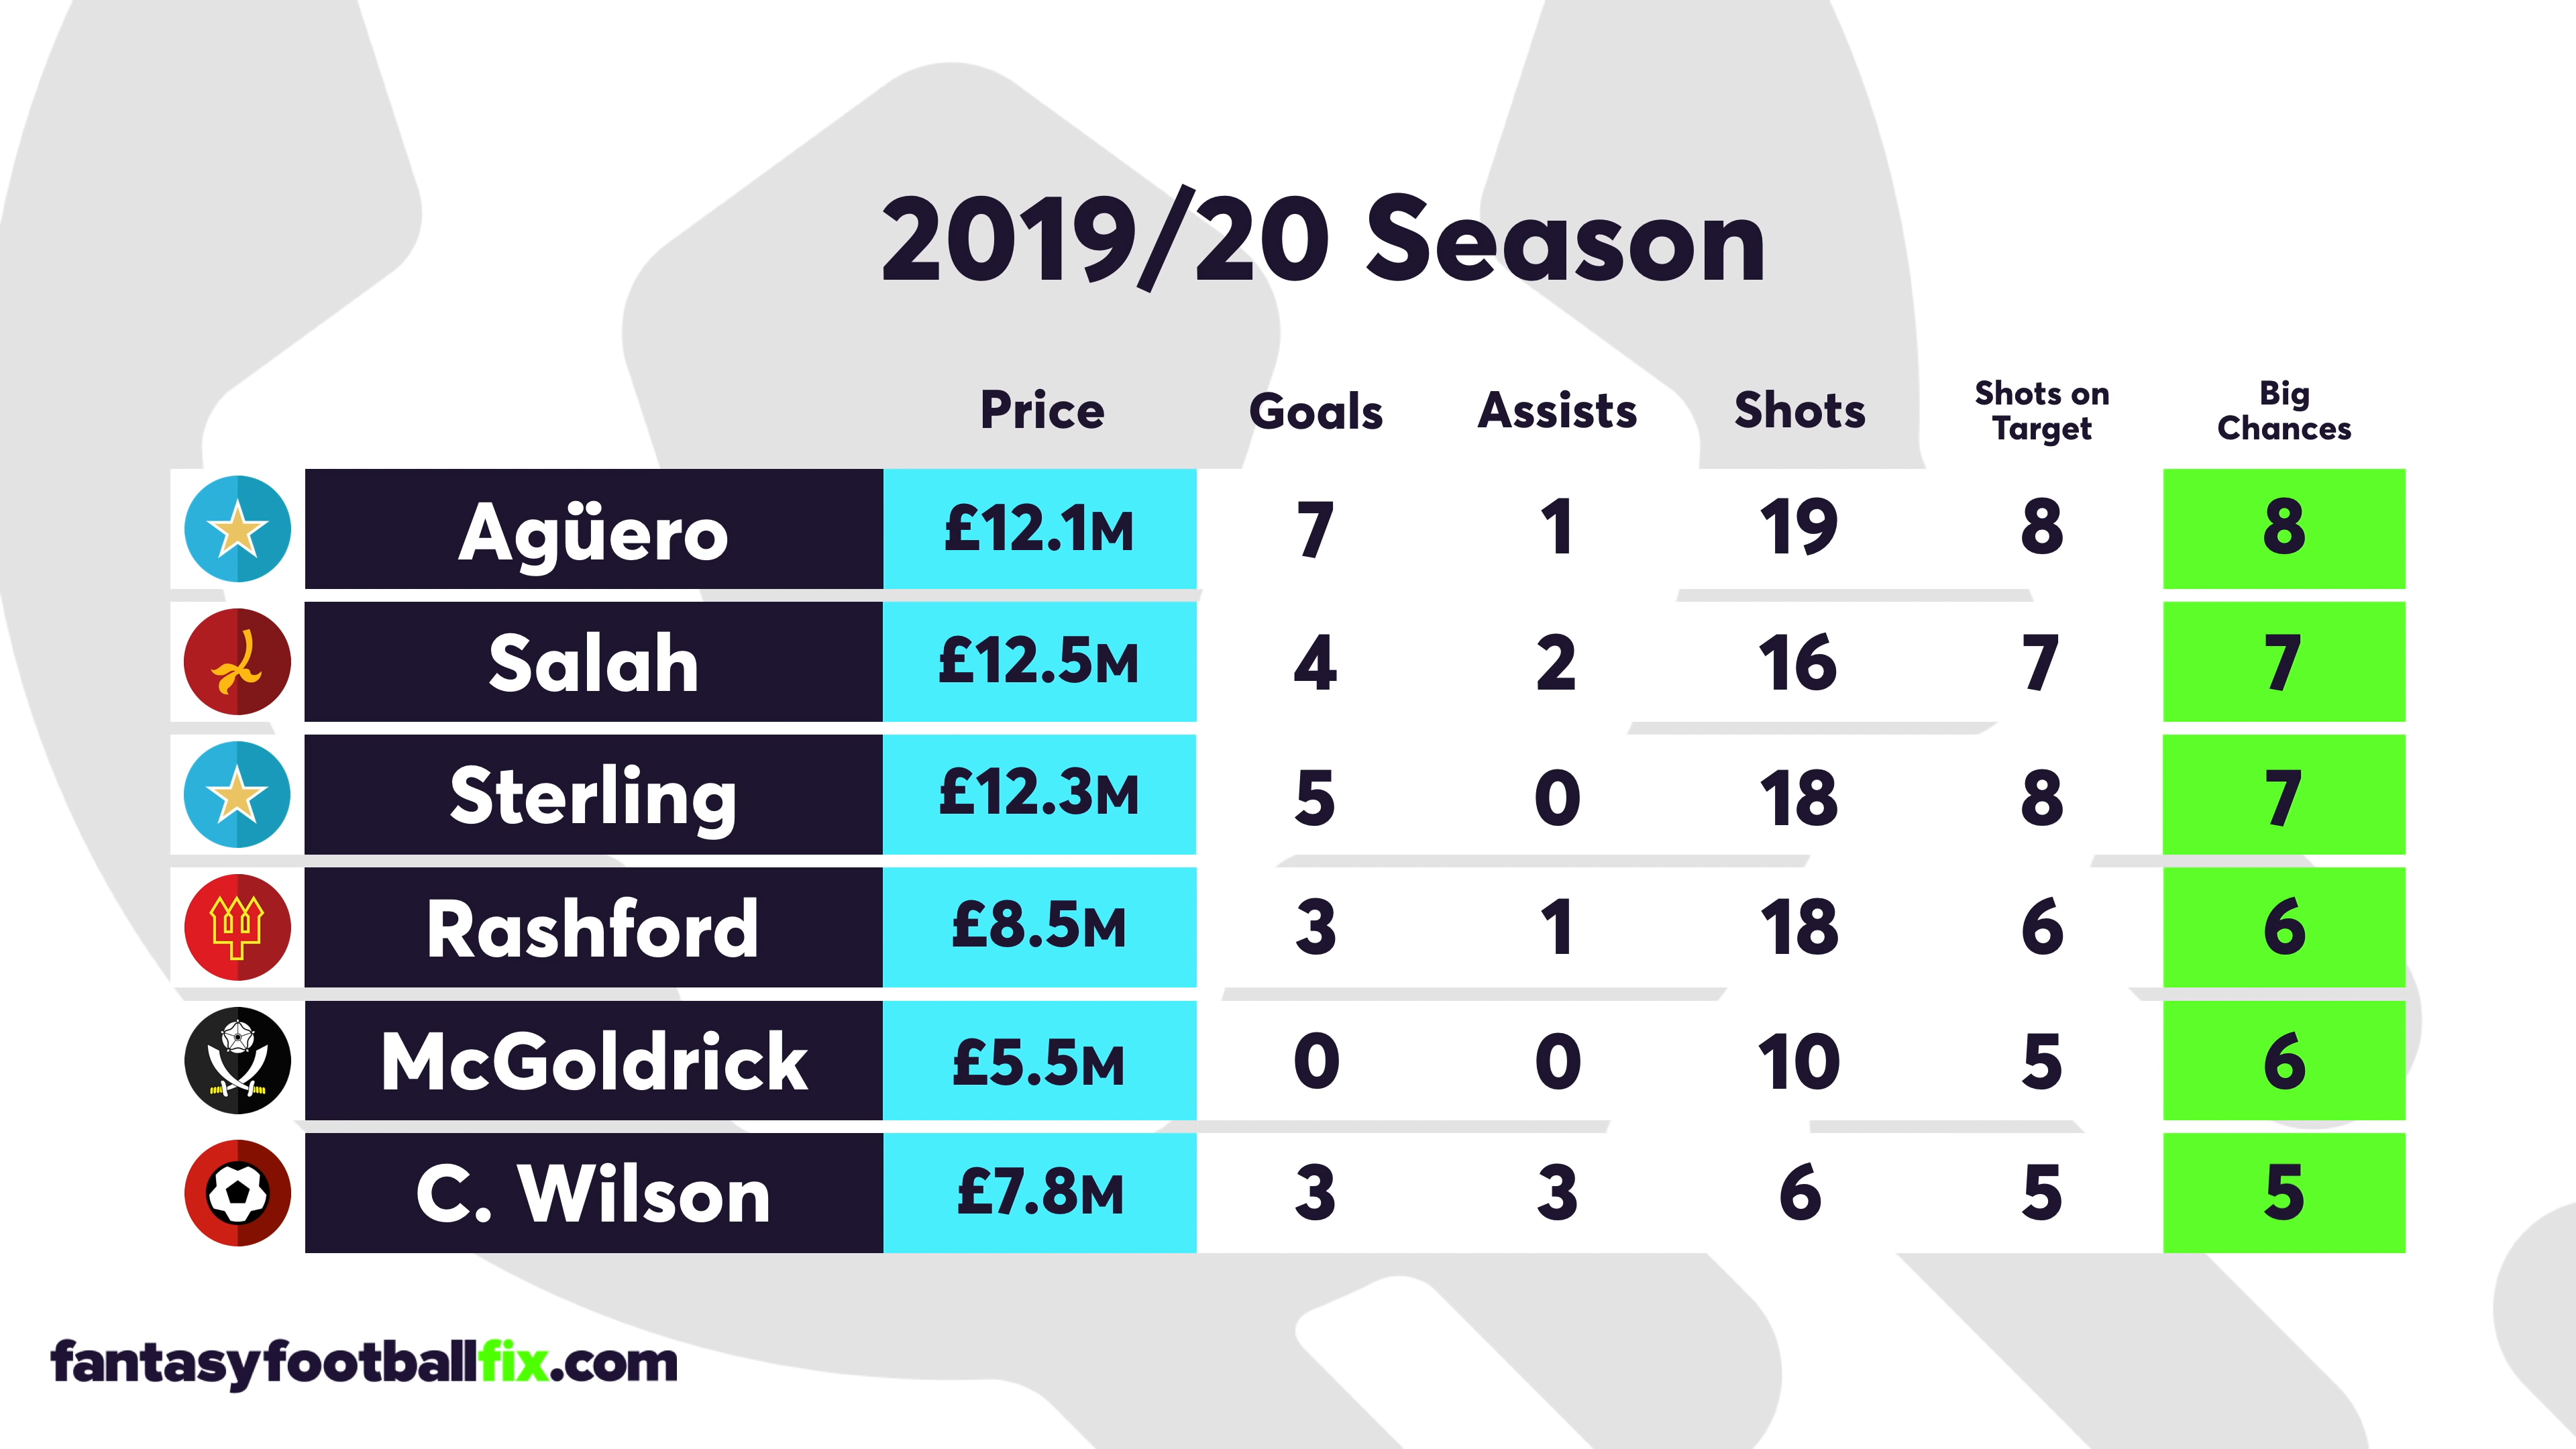 2019/20 Season
Price Goals Assists Shots Shots on Target Big Chances
Agüero £12.1M 7 1 19 8 8
Salah £12.5M 4 2 16 7 7
Sterling £12.3M 5 0 18 8 7
Rashford £8.5M 3 1 18 6 6
McGoldrick £5.5M 0 0 10 5 6
C. Wilson £7.8M 3 3 6 5 5
fantasyfootballfix.com